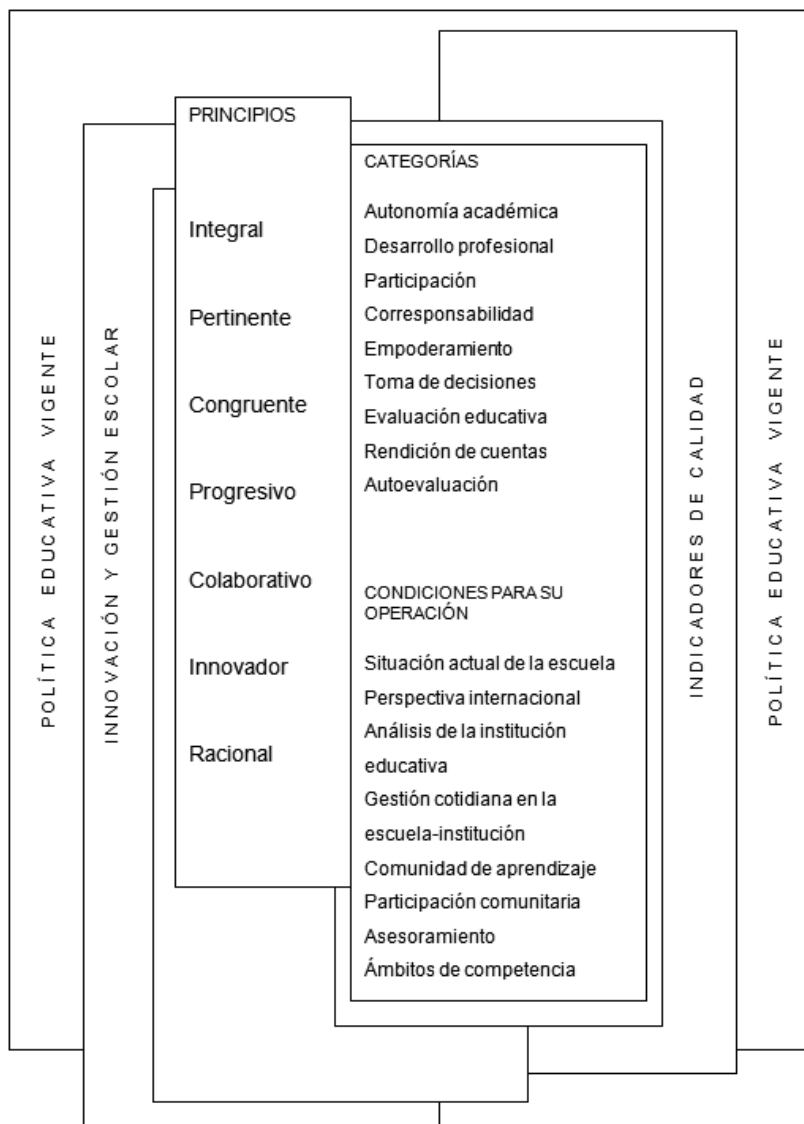 POLÍTICA EDUCATIVA VIGENTE
INNOVACIÓN Y GESTIÓN ESCOLAR
PRINCIPIOS
Integral
Pertinente
Congruente
Progresivo
Colaborativo
Innovador
Racional
CATEGORÍAS
Autonomía académica
Desarrollo profesional
Participación
Corresponsabilidad
Empoderamiento
Toma de decisiones
Evaluación educativa
Rendición de cuentas
Autoevaluación
CONDICIONES PARA SU
OPERACIÓN
Situación actual de la escuela
Perspectiva internacional
Análisis de la institución
educativa
Gestión cotidiana en la
escuela-institución
Comunidad de aprendizaje
Participación comunitaria
Asesoramiento
Ámbitos de competencia
INDICADORES DE CALIDAD
POLÍTICA EDUCATIVA VIGENTE